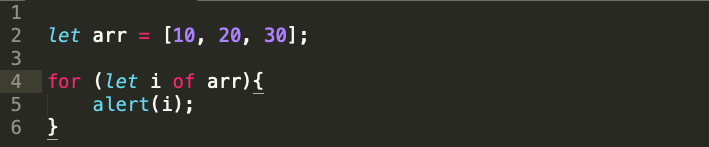 1
2 let arr = [10, 20, 30];
3
4 for (let i of arr){
5     alert(i);
6 }